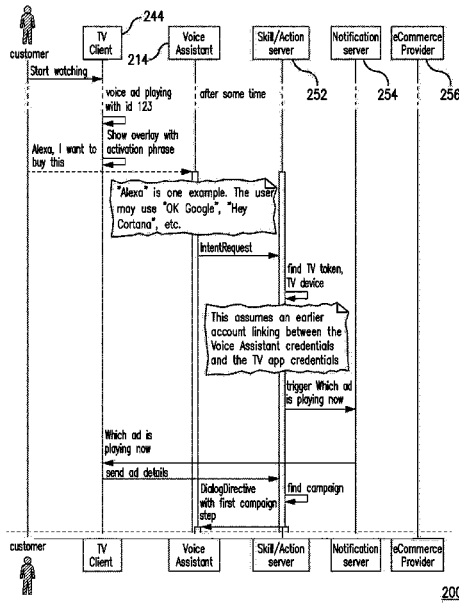 customer
TV
Client
244
Voice
Assistant
214
Skill/Action
server
252
Notification
server
254
eCommerce
Provider
256
Start watching
voice ad playing
with id 123
after some time
Show overlay with
activation phrase
Alexa, I want to
buy this
"Alexa" is one example. The user
may use "OK Google", "Hey
Cortana", etc.
IntentRequest
find TV token,
TV device
This assumes an earlier
account linking between the
Voice Assistant credentials
and the TV app credentials
trigger Which ad
is playing now
Which ad is
playing now
send ad details
find campaign
DialogDirective
with first campaign
step
customer
TV
Client
Voice
Assistant
Skill/Action
server
Notification
server
eCommerce
Provider
200